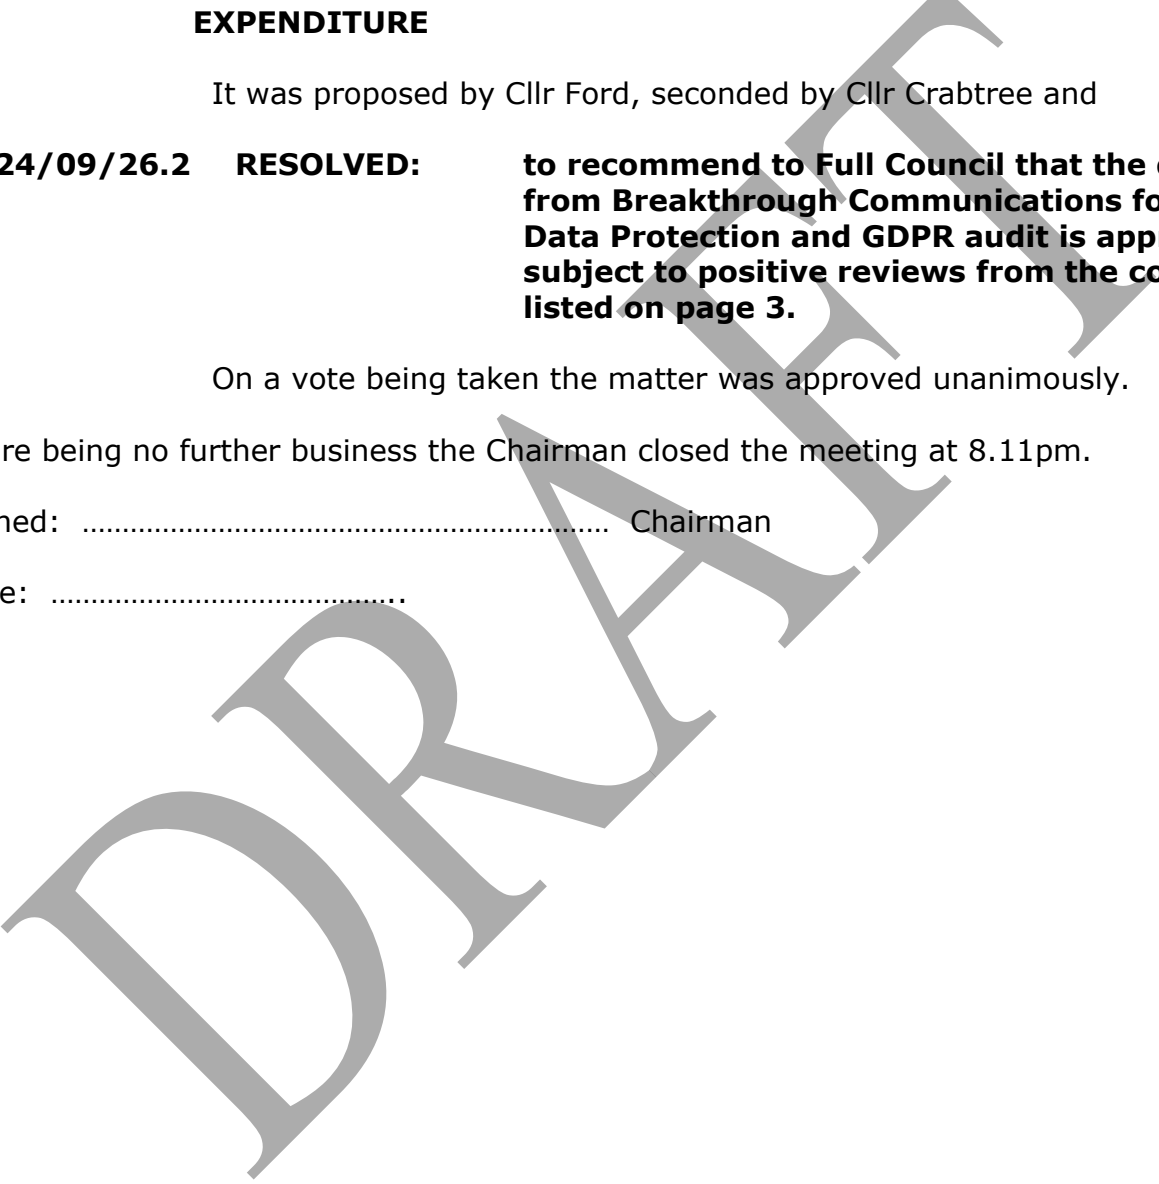 EXPENDITURE
It was proposed by Cllr Ford, seconded by Cllr Crabtree and
24/09/26.2 RESOLVED: to recommend to Full Council that the
from Breakthrough Communications fo
Data Protection and GDPR audit is app
subject to positive reviews from the co
listed on page 3.
On a vote being taken the matter was approved unanimously.
re being no further business the Chairman closed the meeting at 8.11pm.
ned: ………………………………………………………… Chairman
e: ……………………………………..
DRAFT